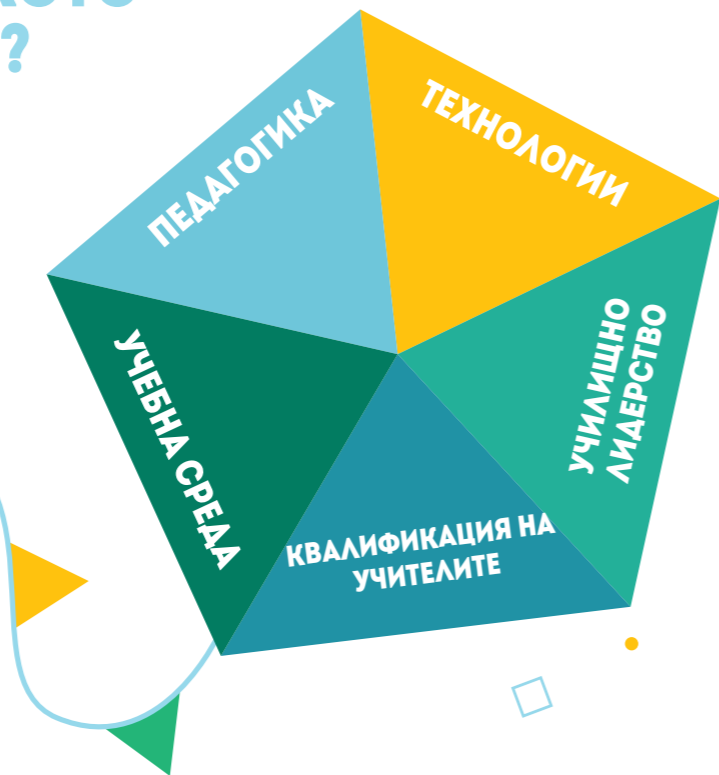 ?
ПЕДАГОГИКА
ТЕХНОЛОГИИ
УЧИЛИЩНО
ЛИДЕРСТВО
КВАЛИФИКАЦИЯ НА
УЧИТЕЛИТЕ
УЧЕБНА СРЕДА